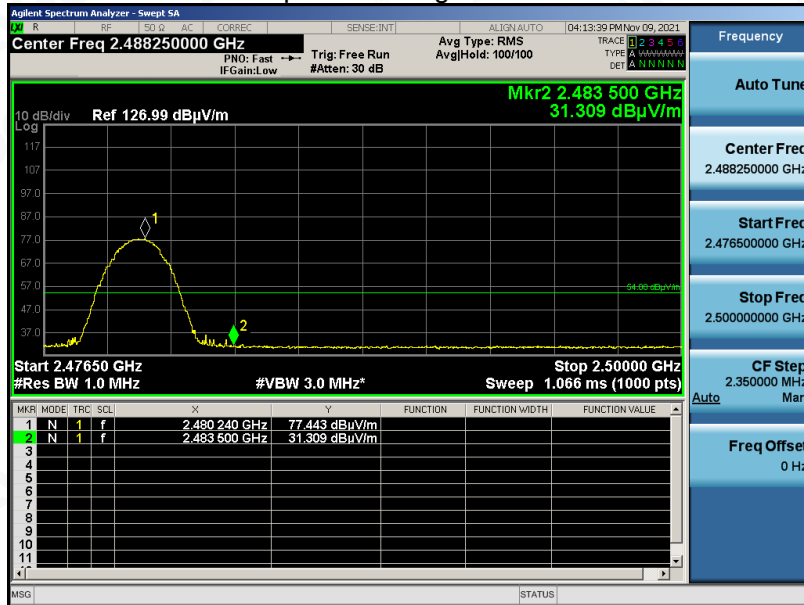 Agilent Spectrum Analyzer - Swept SA
LXI R RF 50 Ω AC CORREC SENSE:INT ALIGN AUTO 04:13:39 PM Nov 09, 2021
Center Freq 2.488250000 GHz
PNO: Fast
IFGain:Low
Trig: Free Run
#Atten: 30 dB
Avg Type: RMS
Avg|Hold: 100/100
TRACE 1 2 3 4 5 6
TYPE A
DET A N N N N N
Mkr2 2.483 500 GHz
31.309 dBµV/m
10 dB/div Ref 126.99 dBµV/m
Log
117
107
97.0
87.0
77.0
67.0
57.0
47.0
37.0
1
2
54.00 dBµV/m
Start 2.47650 GHz Stop 2.50000 GHz
#Res BW 1.0 MHz #VBW 3.0 MHz* Sweep 1.066 ms (1000 pts)
MKR MODE TRC SCL X Y FUNCTION FUNCTION WIDTH FUNCTION VALUE
1 N 1 f 2.480 240 GHz 77.443 dBµV/m
2 N 1 f 2.483 500 GHz 31.309 dBµV/m
3
4
5
6
7
8
9
10
11
MSG STATUS
Frequency
Auto Tune
Center Freq
2.488250000 GHz
Start Freq
2.476500000 GHz
Stop Freq
2.500000000 GHz
CF Step
2.350000 MHz
Auto Man
Freq Offset
0 Hz